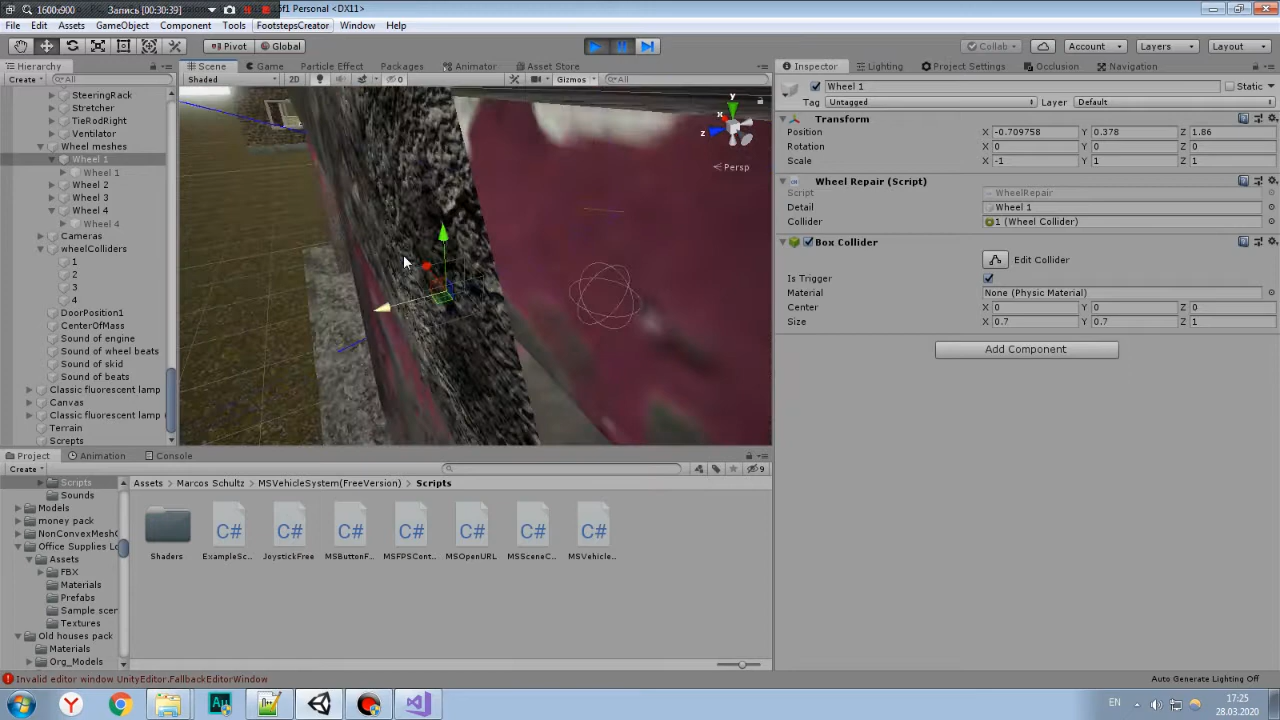 1600x900 Запись [00:30:39] of1 Personal <DX11>
File Edit Assets GameObject Component Tools FootstepsCreator Window Help
Pivot Global Collab Account Layers Layout
Hierarchy Scene Game Particle Effect Packages Animator Asset Store Inspector Lighting Project Settings Occlusion Navigation
Create All Shaded 2D 0 Gizmos All Wheel 1 Static
SteeringRack
Stretcher
TieRodRight
Ventilator
Wheel meshes
Wheel 1
Wheel 1
Wheel 2
Wheel 3
Wheel 4
Wheel 4
Cameras
wheelColliders
1
2
3
4
DoorPosition1
CenterOfMass
Sound of engine
Sound of wheel beats
Sound of skid
Sound of beats
Classic fluorescent lamp
Canvas
Classic fluorescent lamp
Terrain
Screpts
y
x
z
Persp
Tag Untagged Layer Default
Transform
Position X -0.709758 Y 0.378 Z 1.86
Rotation X 0 Y 0 Z 0
Scale X -1 Y 1 Z 1
Wheel Repair (Script)
Script WheelRepair
Detail Wheel 1
Collider 1 (Wheel Collider)
Box Collider
Edit Collider
Is Trigger
Material None (Physic Material)
Center X 0 Y 0 Z 0
Size X 0.7 Y 0.7 Z 1
Add Component
Project Animation Console
Create 9
Scripts
Sounds
Models
money pack
NonConvexMeshC
Office Supplies Lo
Assets
FBX
Materials
Prefabs
Sample scen
Textures
Old houses pack
Materials
Org_Models
Assets Marcos Schultz MSVehicleSystem(FreeVersion) Scripts
C# C# C# C# C# C# C#
Shaders ExampleSc... JoystickFree MSButtonF... MSFPSCont... MSOpenURL MSSceneC... MSVehicle...
Invalid editor window UnityEditor.FallbackEditorWindow
Auto Generate Lighting Off
Y Au n++
EN 17:25
28.03.2020